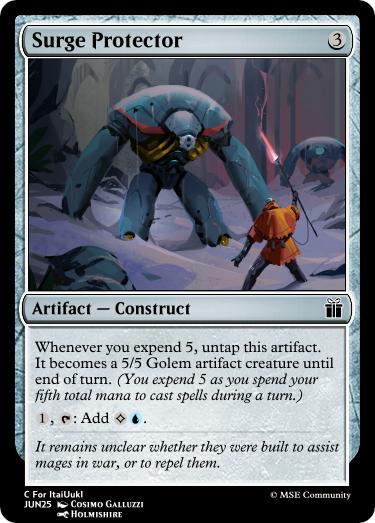 Surge Protector 3
Artifact — Construct
Whenever you expend 5, untap this artifact.
It becomes a 5/5 Golem artifact creature until
end of turn. (You expend 5 as you spend your
fifth total mana to cast spells during a turn.)
1, : Add .
It remains unclear whether they were built to assist
mages in war, or to repel them.
C For ItaiUukI
JUN25 Cosimo Galluzzi © MSE Community
Holmishire